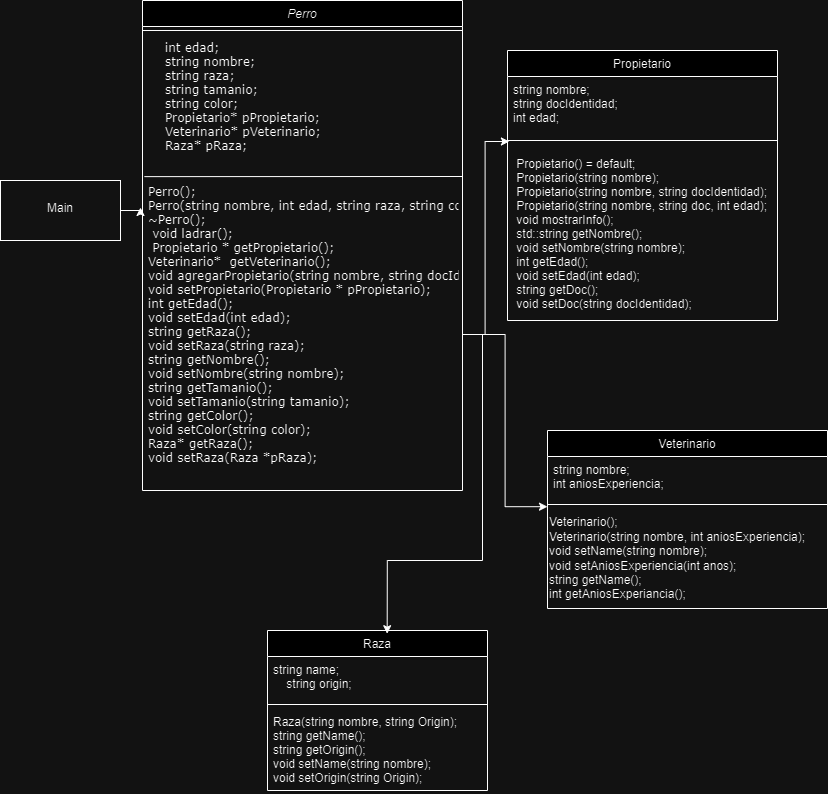 Perro
int edad;
string nombre;
string raza;
string tamanio;
string color;
Propietario* pPropietario;
Veterinario* pVeterinario;
Raza* pRaza;
Perro();
Perro(string nombre, int edad, string raza, string co
~Perro();
void ladrar();
Propietario * getPropietario();
Veterinario* getVeterinario();
void agregarPropietario(string nombre, string docId
void setPropietario(Propietario * pPropietario);
int getEdad();
void setEdad(int edad);
string getRaza();
void setRaza(string raza);
string getNombre();
void setNombre(string nombre);
string getTamanio();
void setTamanio(string tamanio);
string getColor();
void setColor(string color);
Raza* getRaza();
void setRaza(Raza *pRaza);
Main
Propietario
string nombre;
string docIdentidad;
int edad;
Propietario() = default;
Propietario(string nombre);
Propietario(string nombre, string docIdentidad);
Propietario(string nombre, string doc, int edad);
void mostrarInfo();
std::string getNombre();
void setNombre(string nombre);
int getEdad();
void setEdad(int edad);
string getDoc();
void setDoc(string docIdentidad);
Veterinario
string nombre;
int aniosExperiencia;
Veterinario();
Veterinario(string nombre, int aniosExperiencia);
void setName(string nombre);
void setAniosExperiencia(int anos);
string getName();
int getAniosExperiancia();
Raza
string name;
string origin;
Raza(string nombre, string Origin);
string getName();
string getOrigin();
void setName(string nombre);
void setOrigin(string Origin);